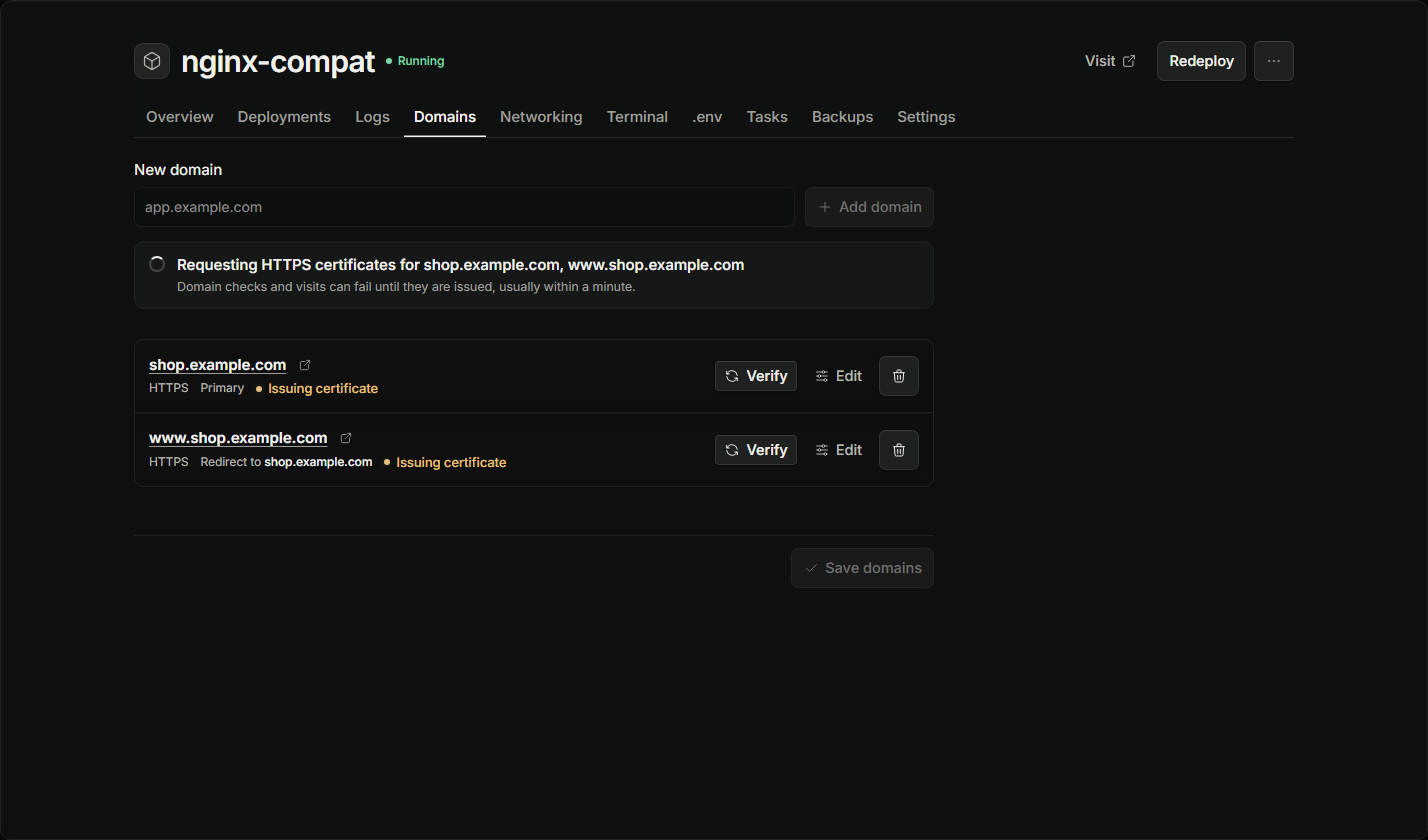 nginx-compat
Running
Visit
Redeploy
Overview Deployments Logs Domains Networking Terminal .env Tasks Backups Settings
New domain
app.example.com
Add domain
Requesting HTTPS certificates for shop.example.com, www.shop.example.com
Domain checks and visits can fail until they are issued, usually within a minute.
shop.example.com
HTTPS Primary Issuing certificate
Verify Edit
www.shop.example.com
HTTPS Redirect to shop.example.com Issuing certificate
Verify Edit
Save domains